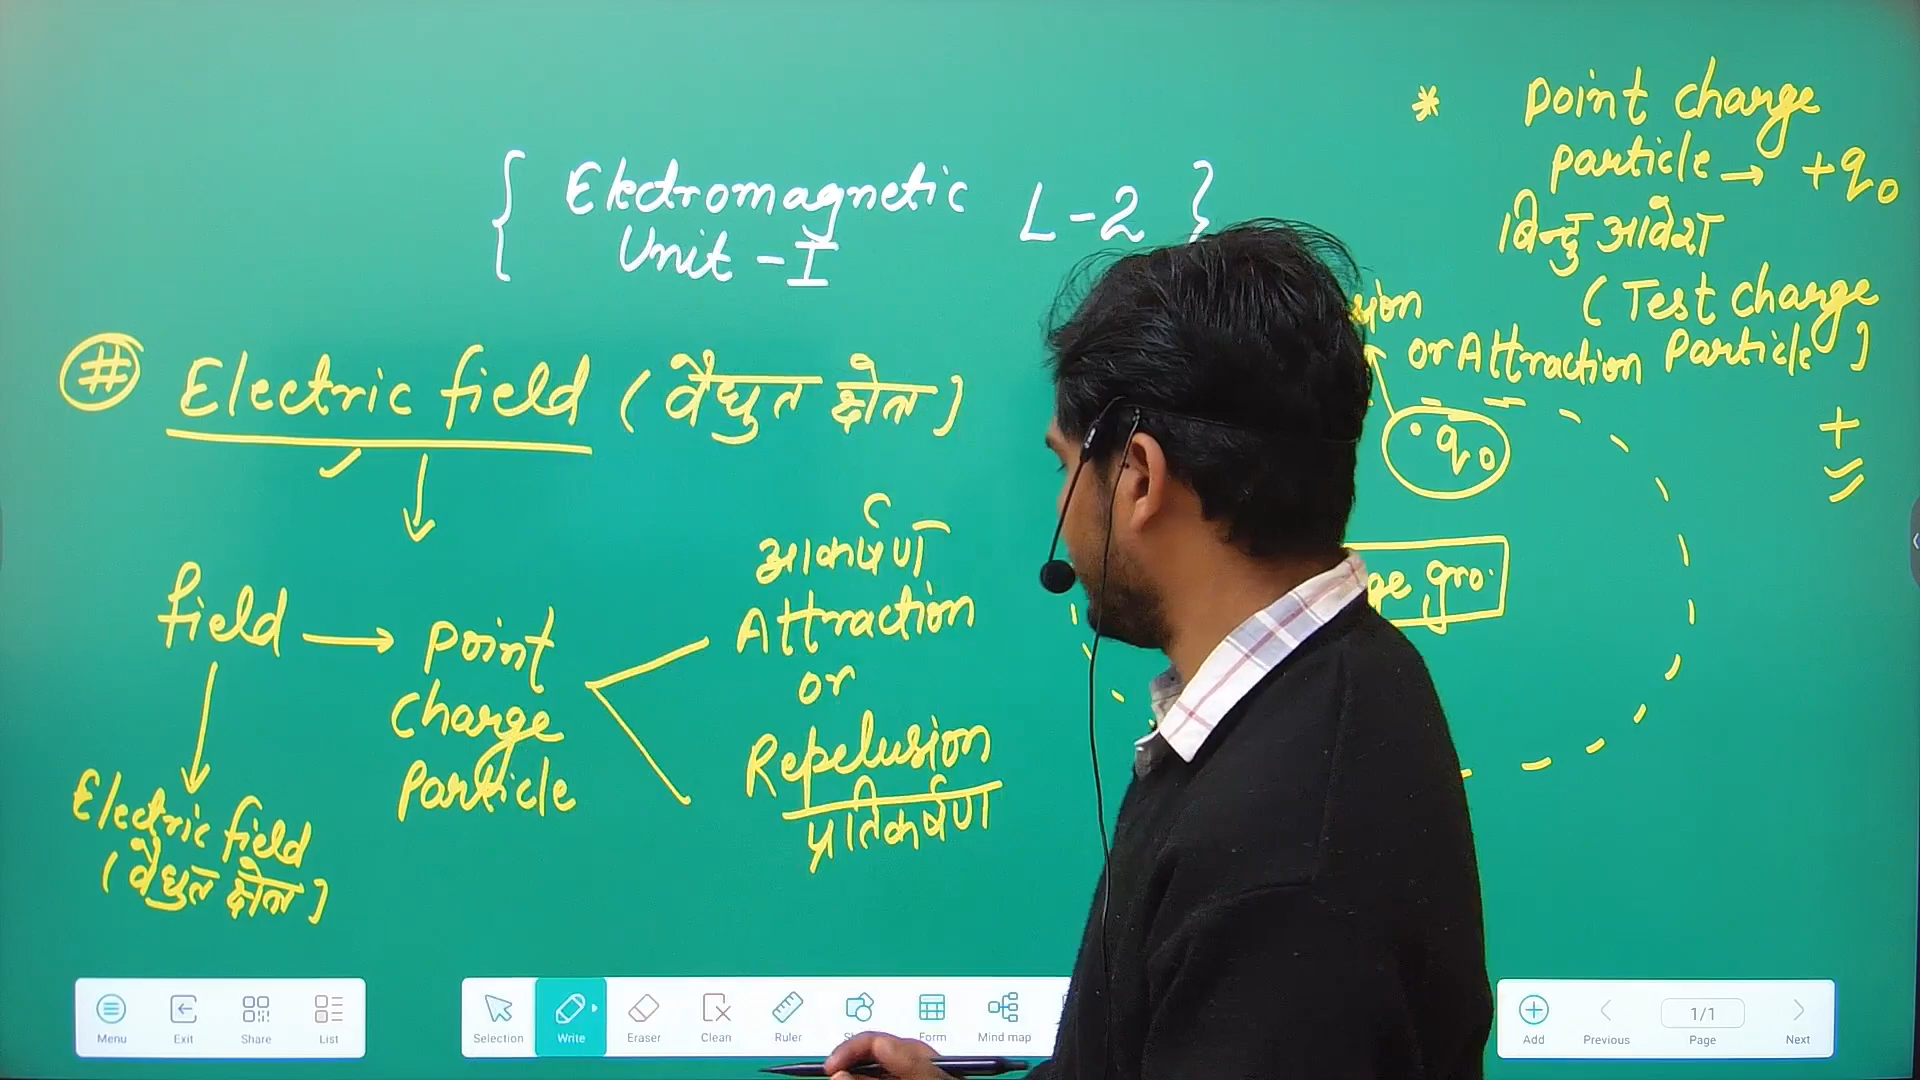 { Electromagnetic L-2 }
Unit - I
# Electric field ( वैद्युत क्षेत्र )
field → point
charge
particle
Electric field
( वैद्युत क्षेत्र )
आकर्षण
Attraction
or
Repelusion
प्रतिकर्षण
* point charge
particle → +q0
बिन्दु आवेश
( Test charge
Particle )
or Attraction
+
q0
gro.
Menu
Exit
Share
List
Selection
Write
Eraser
Clean
Ruler
Form
Mind map
Add
Previous
1/1
Page
Next